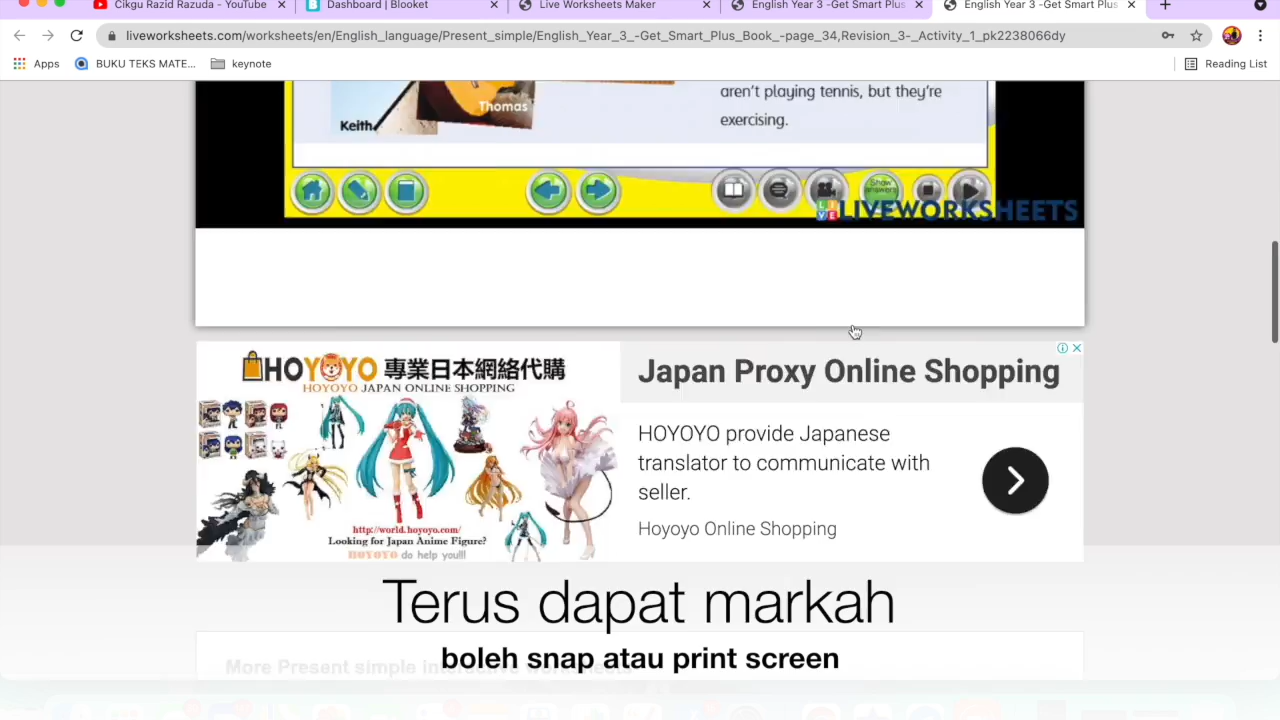 Cikgu Razid Razuda - YouTube
Dashboard | Blooket
Live Worksheets Maker
English Year 3 -Get Smart Plus
English Year 3 -Get Smart Plus
liveworksheets.com/worksheets/en/English_language/Present_simple/English_Year_3_-Get_Smart_Plus_Book_-page_34,Revision_3-_Activity_1_pk2238066dy
Apps
BUKU TEKS MATE...
keynote
Reading List
Thomas
Keith
aren't playing tennis, but they're
exercising.
Show answers
LIVE LIVEWORKSHEETS
HOYOYO 專業日本網絡代購
HOYOYO JAPAN ONLINE SHOPPING
http://world.hoyoyo.com/
Looking for Japan Anime Figure?
HOYOYO do help you!!!
Japan Proxy Online Shopping
HOYOYO provide Japanese
translator to communicate with
seller.
Hoyoyo Online Shopping
Terus dapat markah
More Present simple interactive worksheets
boleh snap atau print screen